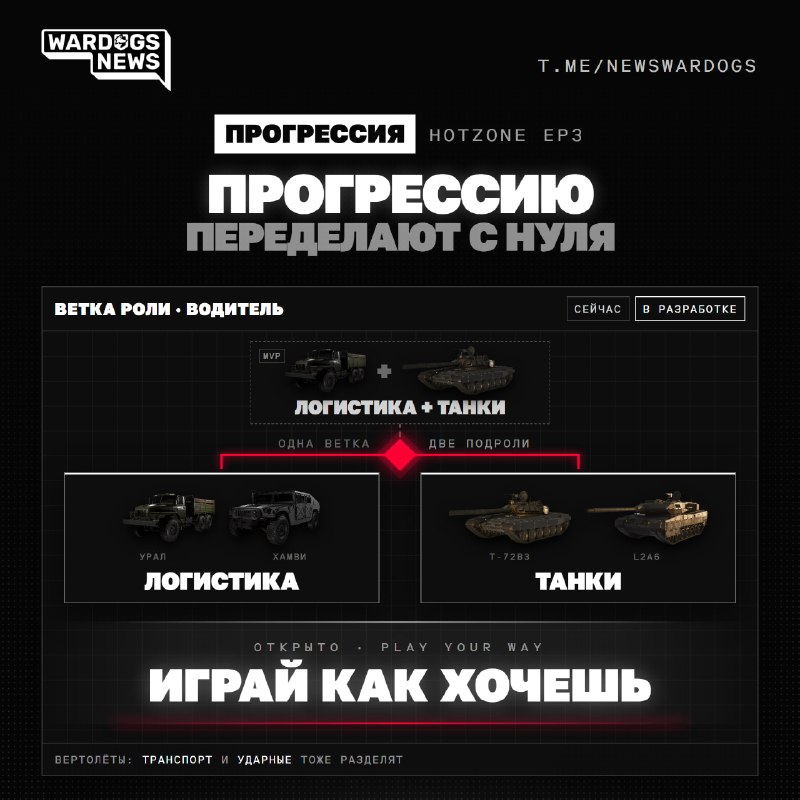 WARDOGS
NEWS
T.ME/NEWSWARDOGS
ПРОГРЕССИЯ HOTZONE EP3
ПРОГРЕССИЮ
ПЕРЕДЕЛАЮТ С НУЛЯ
ВЕТКА РОЛИ · ВОДИТЕЛЬ
СЕЙЧАС В РАЗРАБОТКЕ
MVP
+
ЛОГИСТИКА + ТАНКИ
ОДНА ВЕТКА ДВЕ ПОДРОЛИ
УРАЛ ХАМВИ T-72B3 L2A6
ЛОГИСТИКА ТАНКИ
ОТКРЫТО · PLAY YOUR WAY
ИГРАЙ КАК ХОЧЕШЬ
ВЕРТОЛЁТЫ: ТРАНСПОРТ И УДАРНЫЕ ТОЖЕ РАЗДЕЛЯТ